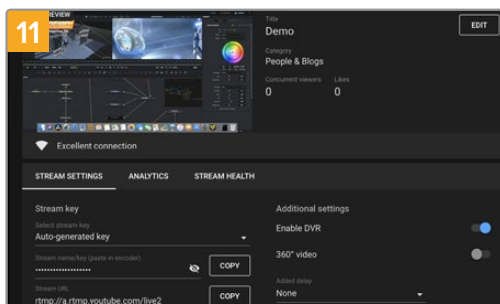 11
PREVIEW
Title
Demo
EDIT
Category
People & Blogs
Concurrent viewers
Likes
0
0
Excellent connection
STREAM SETTINGS
ANALYTICS
STREAM HEALTH
Stream key
Select stream key
Auto-generated key
Stream name/key (paste in encoder)
••••••••••••••••••
COPY
Stream URL
rtmp://a.rtmp.youtube.com/live2
COPY
Additional settings
Enable DVR
360° video
Added delay
None